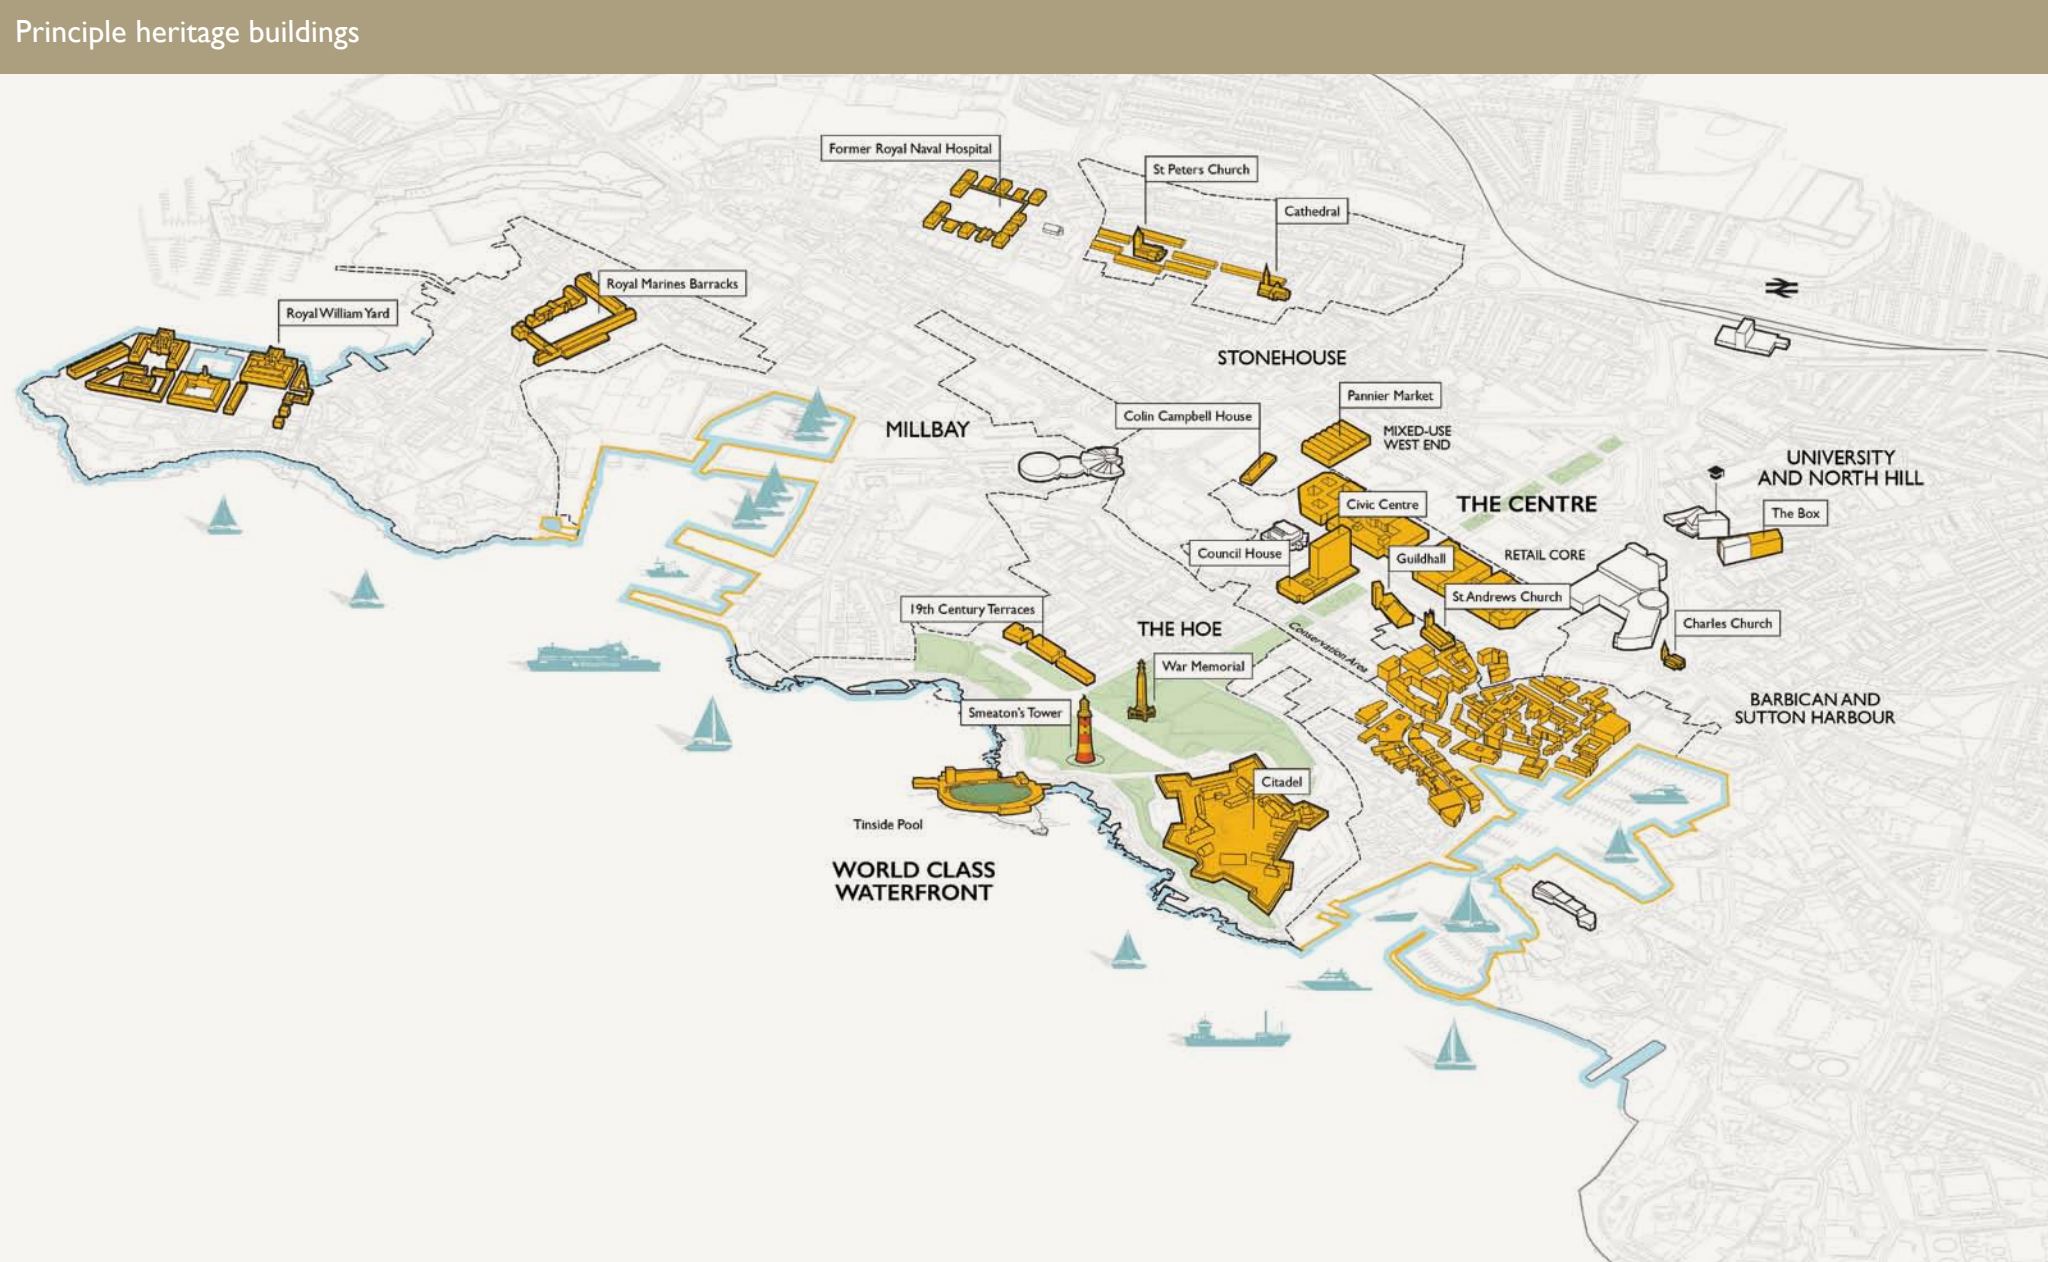 Principle heritage buildings
Former Royal Naval Hospital
St Peters Church
Cathedral
Royal Marines Barracks
Royal William Yard
STONEHOUSE
Pannier Market
Colin Campbell House
MILLBAY
MIXED-USE
WEST END
UNIVERSITY
AND NORTH HILL
Civic Centre
THE CENTRE
The Box
Council House
Guildhall
RETAIL CORE
St Andrews Church
19th Century Terraces
THE HOE
Conservation Area
Charles Church
War Memorial
Smeaton's Tower
BARBICAN AND
SUTTON HARBOUR
Citadel
Tinside Pool
WORLD CLASS
WATERFRONT